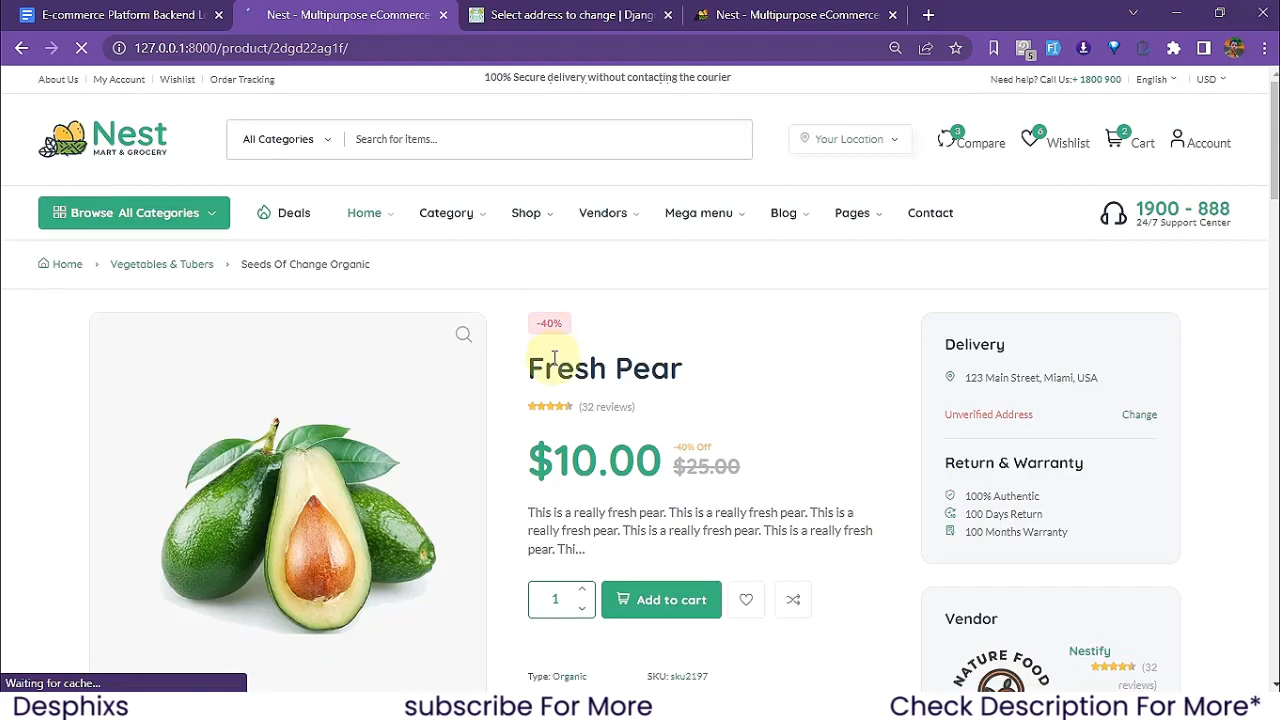 E-commerce Platform Backend Lo
Nest - Multipurpose eCommerce
Select address to change | Djang
Nest - Multipurpose eCommerce
127.0.0.1:8000/product/2dgd22ag1f/
5
About Us
My Account
Wishlist
Order Tracking
100% Secure delivery without contacting the courier
Need help? Call Us:+ 1800 900
English
USD
Nest
MART & GROCERY
All Categories
Search for items...
Your Location
3
Compare
6
Wishlist
2
Cart
Account
Browse All Categories
Deals
Home
Category
Shop
Vendors
Mega menu
Blog
Pages
Contact
1900 - 888
24/7 Support Center
Home
Vegetables & Tubers
Seeds Of Change Organic
-40%
Fresh Pear
(32 reviews)
$10.00
-40% Off
$25.00
This is a really fresh pear. This is a really fresh pear. This is a
really fresh pear. This is a really fresh pear. This is a really fresh
pear. Thi...
1
Add to cart
Type: Organic
SKU: sku2197
Delivery
123 Main Street, Miami, USA
Unverified Address
Change
Return & Warranty
100% Authentic
100 Days Return
100 Months Warranty
Vendor
NATURE FOOD
Nestify
(32
reviews)
Waiting for cache...
Desphixs
subscribe For More
Check Description For More*